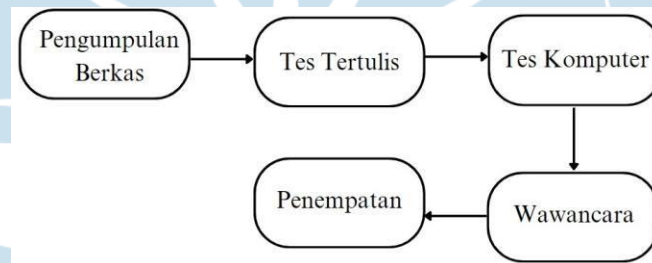 Pengumpulan
Berkas
Tes Tertulis
Tes Komputer
Wawancara
Penempatan